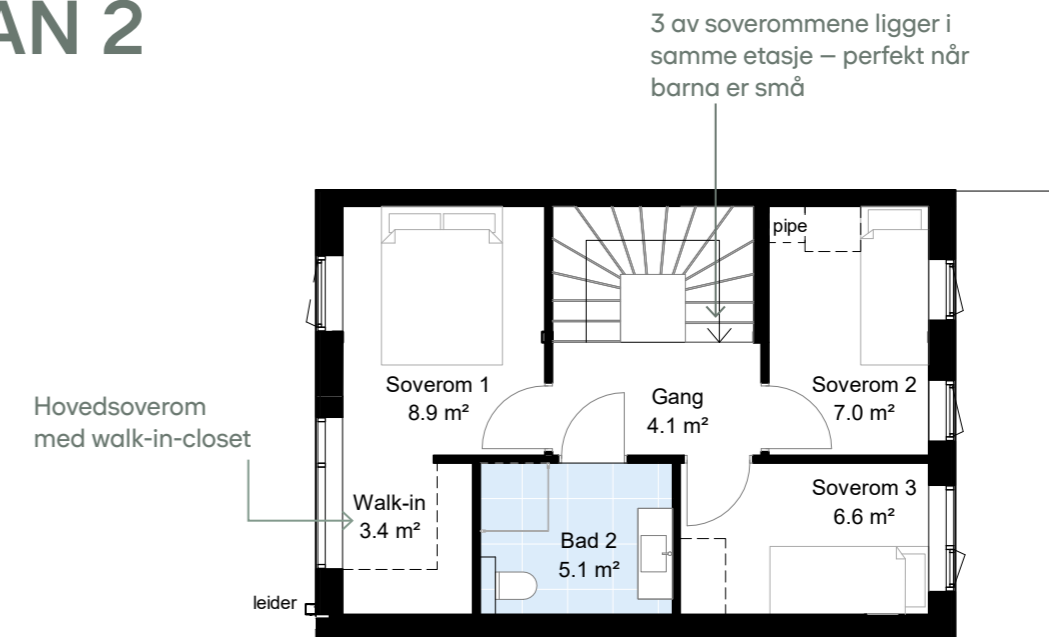 AN 2
3 av soverommene ligger i
samme etasje – perfekt når
barna er små
pipe
Soverom 1
8.9 m²
Gang
4.1 m²
Soverom 2
7.0 m²
Hovedsoverom
med walk-in-closet
Walk-in
3.4 m²
Bad 2
5.1 m²
Soverom 3
6.6 m²
leider